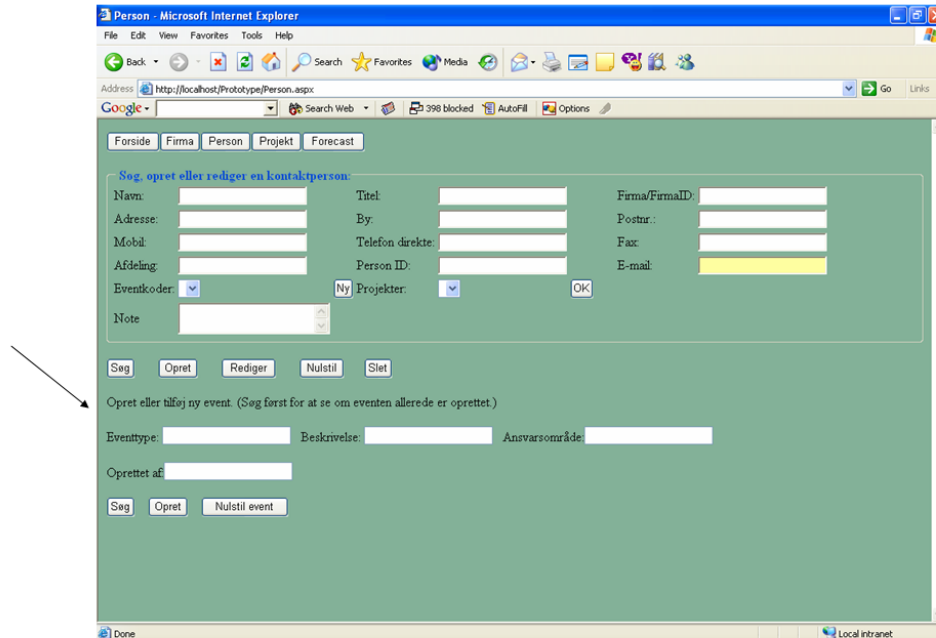 Person - Microsoft Internet Explorer
File Edit View Favorites Tools Help
Back Search Favorites Media
Address http://localhost/Prototype/Person.aspx Go Links
Google Search Web 398 blocked AutoFill Options
Forside Firma Person Projekt Forecast
Søg, opret eller rediger en kontaktperson:
Navn: Titel: Firma/FirmaID:
Adresse: By: Postnr.:
Mobil: Telefon direkte: Fax:
Afdeling: Person ID: E-mail:
Eventkoder: Ny Projekter: OK
Note
Søg Opret Rediger Nulstil Slet
Opret eller tilføj ny event. (Søg først for at se om eventen allerede er oprettet.)
Eventtype: Beskrivelse: Ansvarsområde:
Oprettet af:
Søg Opret Nulstil event
Done Local intranet